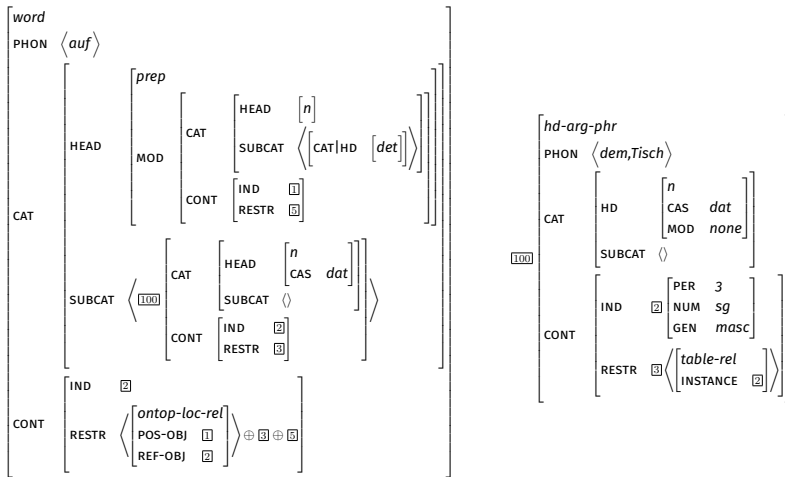 word
PHON ⟨auf⟩
CAT
HEAD
prep
MOD
CAT
HEAD [n]
SUBCAT ⟨[CAT|HD [det]]⟩
CONT
IND 1
RESTR 5
SUBCAT ⟨ 100
CAT
HEAD
n
CAS dat
SUBCAT ⟨⟩
CONT
IND 2
RESTR 3
⟩
CONT
IND 2
RESTR ⟨
ontop-loc-rel
POS-OBJ 1
REF-OBJ 2
⟩ ⊕ 3 ⊕ 5
100
hd-arg-phr
PHON ⟨dem,Tisch⟩
CAT
HD
n
CAS dat
MOD none
SUBCAT ⟨⟩
CONT
IND 2
PER 3
NUM sg
GEN masc
RESTR 3 ⟨
table-rel
INSTANCE 2
⟩